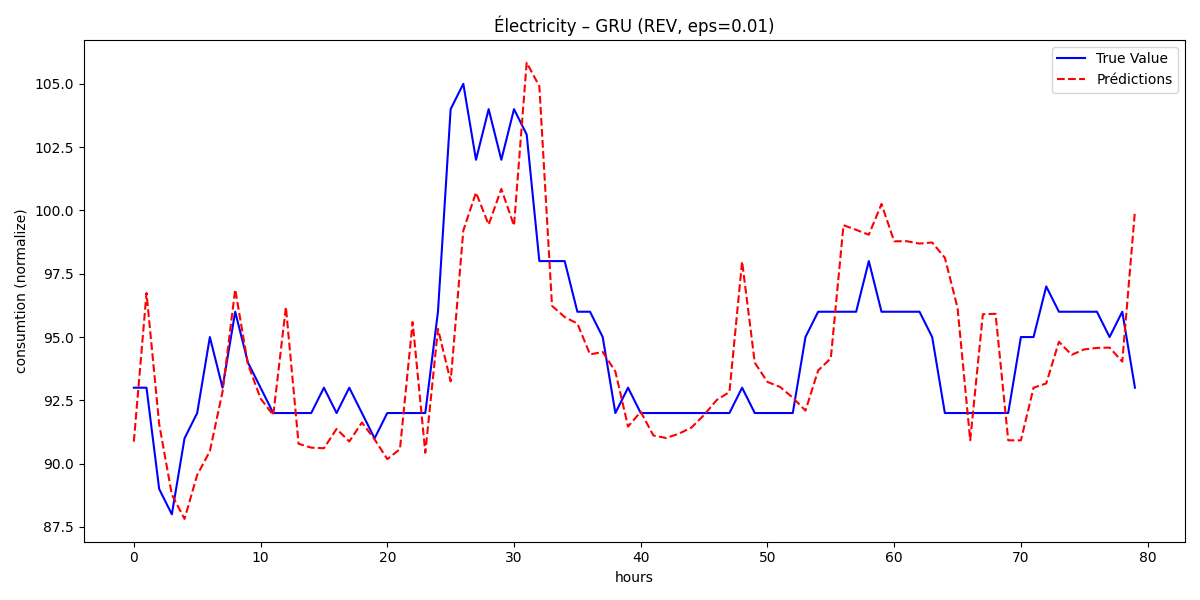 Électricity – GRU (REV, eps=0.01)
True Value
Prédictions
consumtion (normalize)
105.0
102.5
100.0
97.5
95.0
92.5
90.0
87.5
0 10 20 30 40 50 60 70 80
hours